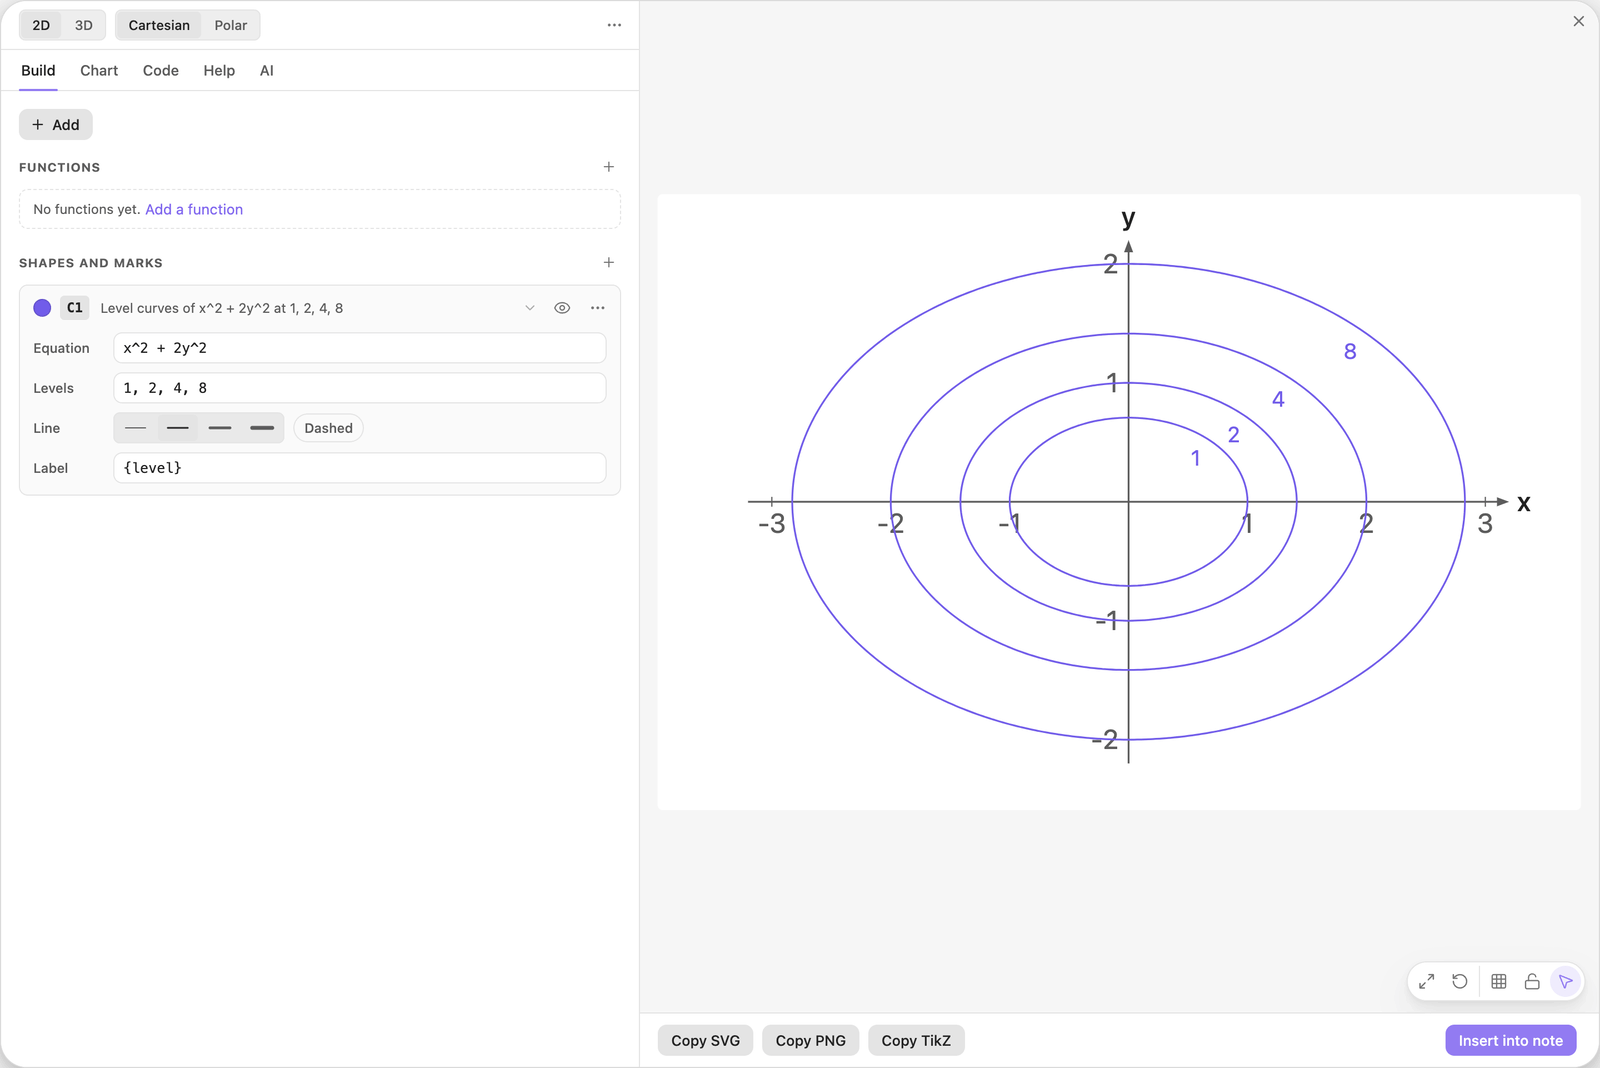 2D 3D Cartesian Polar
Build Chart Code Help AI
+ Add
FUNCTIONS
No functions yet. Add a function
SHAPES AND MARKS
C1 Level curves of x^2 + 2y^2 at 1, 2, 4, 8
Equation x^2 + 2y^2
Levels 1, 2, 4, 8
Line Dashed
Label {level}
y
2
8
1
4
2
1
x
-3 -2 -1 1 2 3
-1
-2
Copy SVG Copy PNG Copy TikZ Insert into note